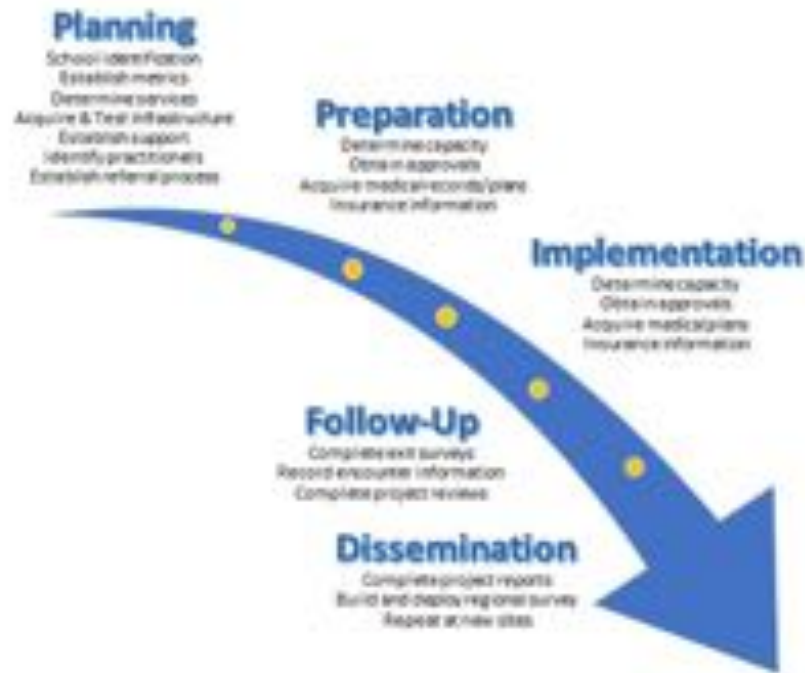 Planning
School identification
Establish metrics
Determine services
Acquire & Test infrastructure
Establish support
Identify practitioners
Establish referral process
Preparation
Determine capacity
Obtain approvals
Acquire medical records/plans
Insurance information
Implementation
Determine capacity
Obtain approvals
Acquire medical plans
Insurance information
Follow-Up
Complete exit surveys
Record encounter information
Complete project reviews
Dissemination
Complete project reports
Build and deploy regional survey
Repeat at new sites